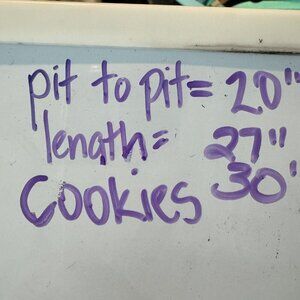 pit to pit= 20"
length= 27"
Cookies 30'